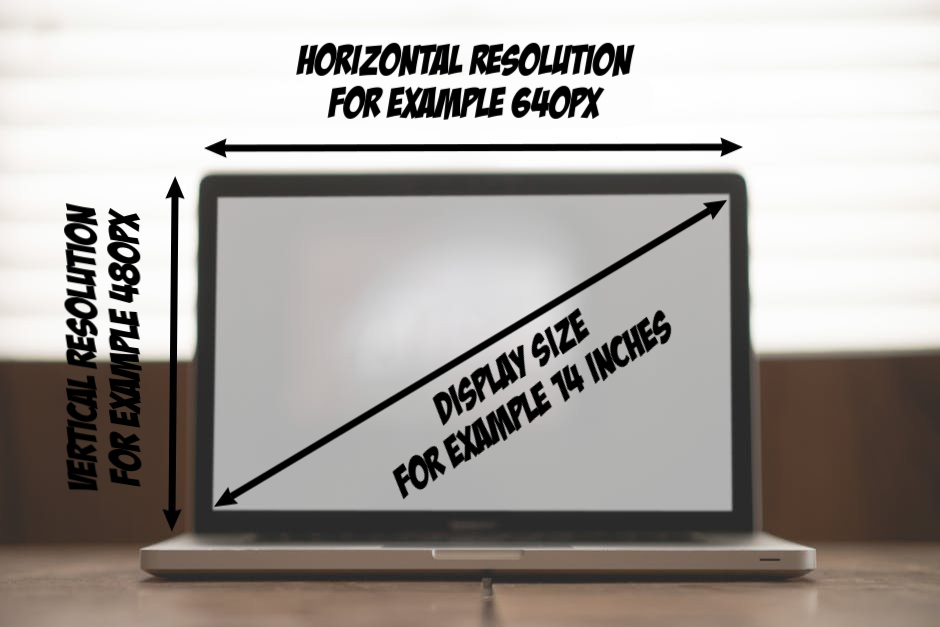 HORIZONTAL RESOLUTION
FOR EXAMPLE 640PX
VERTICAL RESOLUTION
FOR EXAMPLE 480PX
DISPLAY SIZE
FOR EXAMPLE 14 INCHES